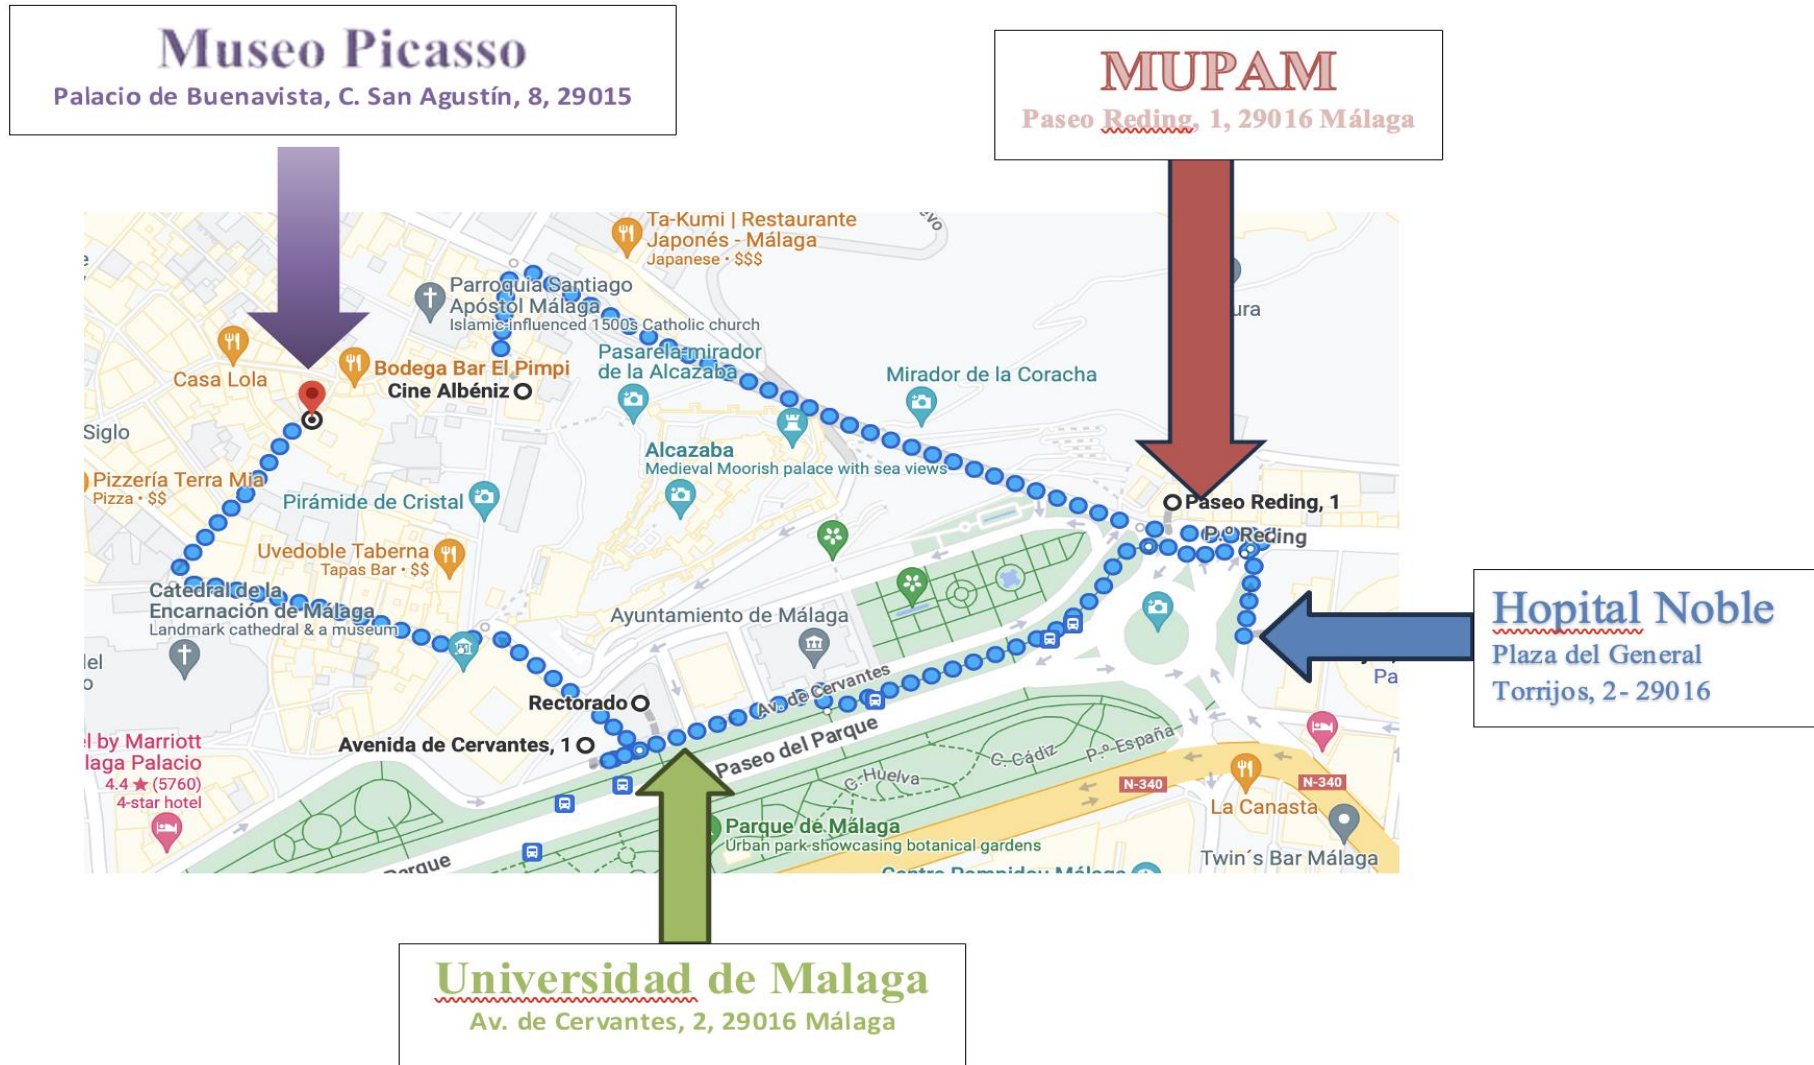 Museo Picasso
Palacio de Buenavista, C. San Agustín, 8, 29015
MUPAM
Paseo Reding, 1, 29016 Málaga
Ta-Kumi | Restaurante
Japonés - Málaga
Japanese • $$$
Parroquia Santiago
Apóstol Málaga
Islamic-influenced 1500s Catholic church
Casa Lola
Bodega Bar El Pimpi
Cine Albéniz
Pasarela-mirador
de la Alcazaba
Mirador de la Coracha
Siglo
Alcazaba
Medieval Moorish palace with sea views
Pizzería Terra Mia
Pizza • $$
Pirámide de Cristal
Paseo Reding, 1
P.º Reding
Uvedoble Taberna
Tapas Bar • $$
Catedral de la
Encarnación de Málaga
Landmark cathedral & a museum
Ayuntamiento de Málaga
Hopital Noble
Plaza del General
Torrijos, 2- 29016
Rectorado
Av. de Cervantes
Avenida de Cervantes, 1
Paseo del Parque
C. Cádiz
P.º España
C. Huelva
el by Marriott
laga Palacio
4.4 ★ (5760)
4-star hotel
N-340
N-340
La Canasta
Parque de Málaga
Urban park showcasing botanical gardens
Twin´s Bar Málaga
Parque
Centre Pompidou Málaga
Universidad de Malaga
Av. de Cervantes, 2, 29016 Málaga